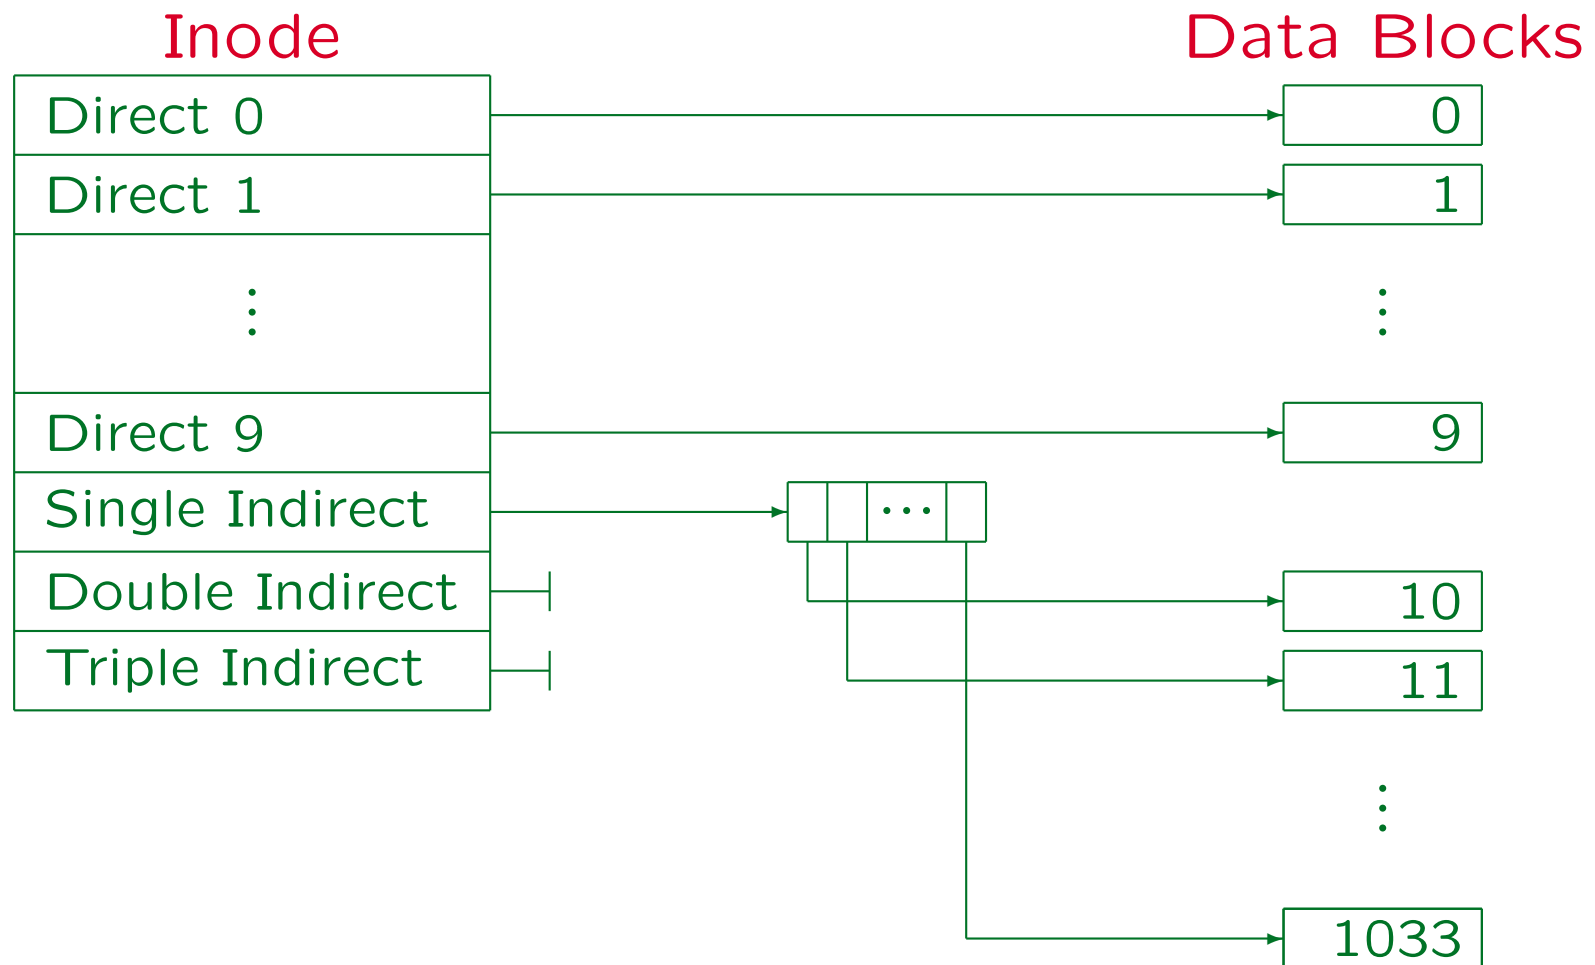 Inode
Data Blocks
Direct 0
0
Direct 1
1
⋮
⋮
Direct 9
9
Single Indirect
⋯
Double Indirect
10
Triple Indirect
11
⋮
1033